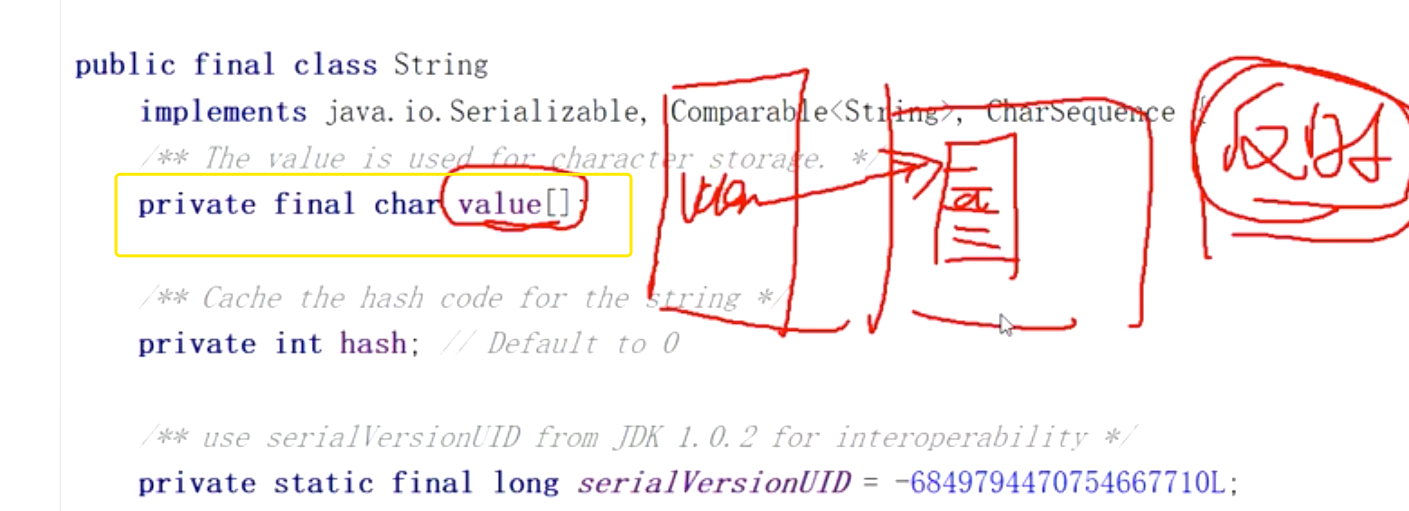 public final class String
implements java.io.Serializable, Comparable<String>, CharSequence {
/** The value is used for character storage. */
private final char value[];
/** Cache the hash code for the string */
private int hash; // Default to 0
/** use serialVersionUID from JDK 1.0.2 for interoperability */
private static final long serialVersionUID = -6849794470754667710L;
反射